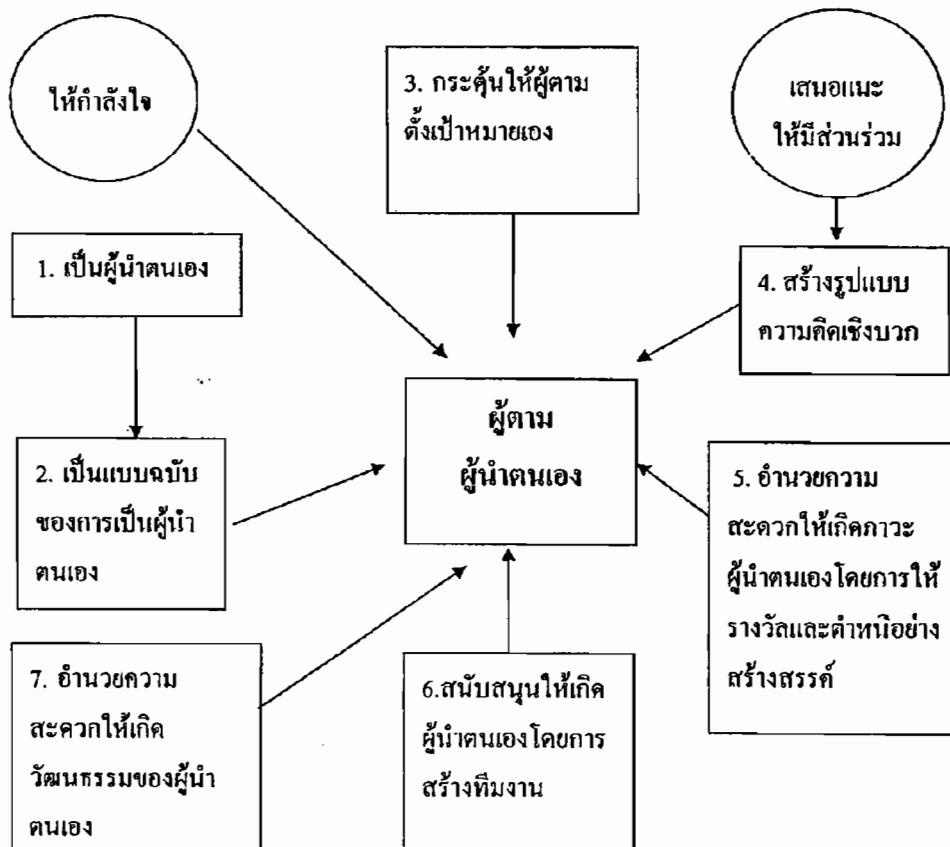 ให้กำลังใจ
3. กระตุ้นให้ผู้ตาม
ตั้งเป้าหมายเอง
เสนอแนะ
ให้มีส่วนร่วม
1. เป็นผู้นำตนเอง
4. สร้างรูปแบบ
ความคิดเชิงบวก
ผู้ตาม
ผู้นำตนเอง
2. เป็นแบบฉบับ
ของการเป็นผู้นำ
ตนเอง
5. อำนวยความ
สะดวกให้เกิดภาวะ
ผู้นำตนเองโดยการให้
รางวัลและตำหนิอย่าง
สร้างสรรค์
7. อำนวยความ
สะดวกให้เกิด
วัฒนธรรมของผู้นำ
ตนเอง
6.สนับสนุนให้เกิด
ผู้นำตนเองโดยการ
สร้างทีมงาน